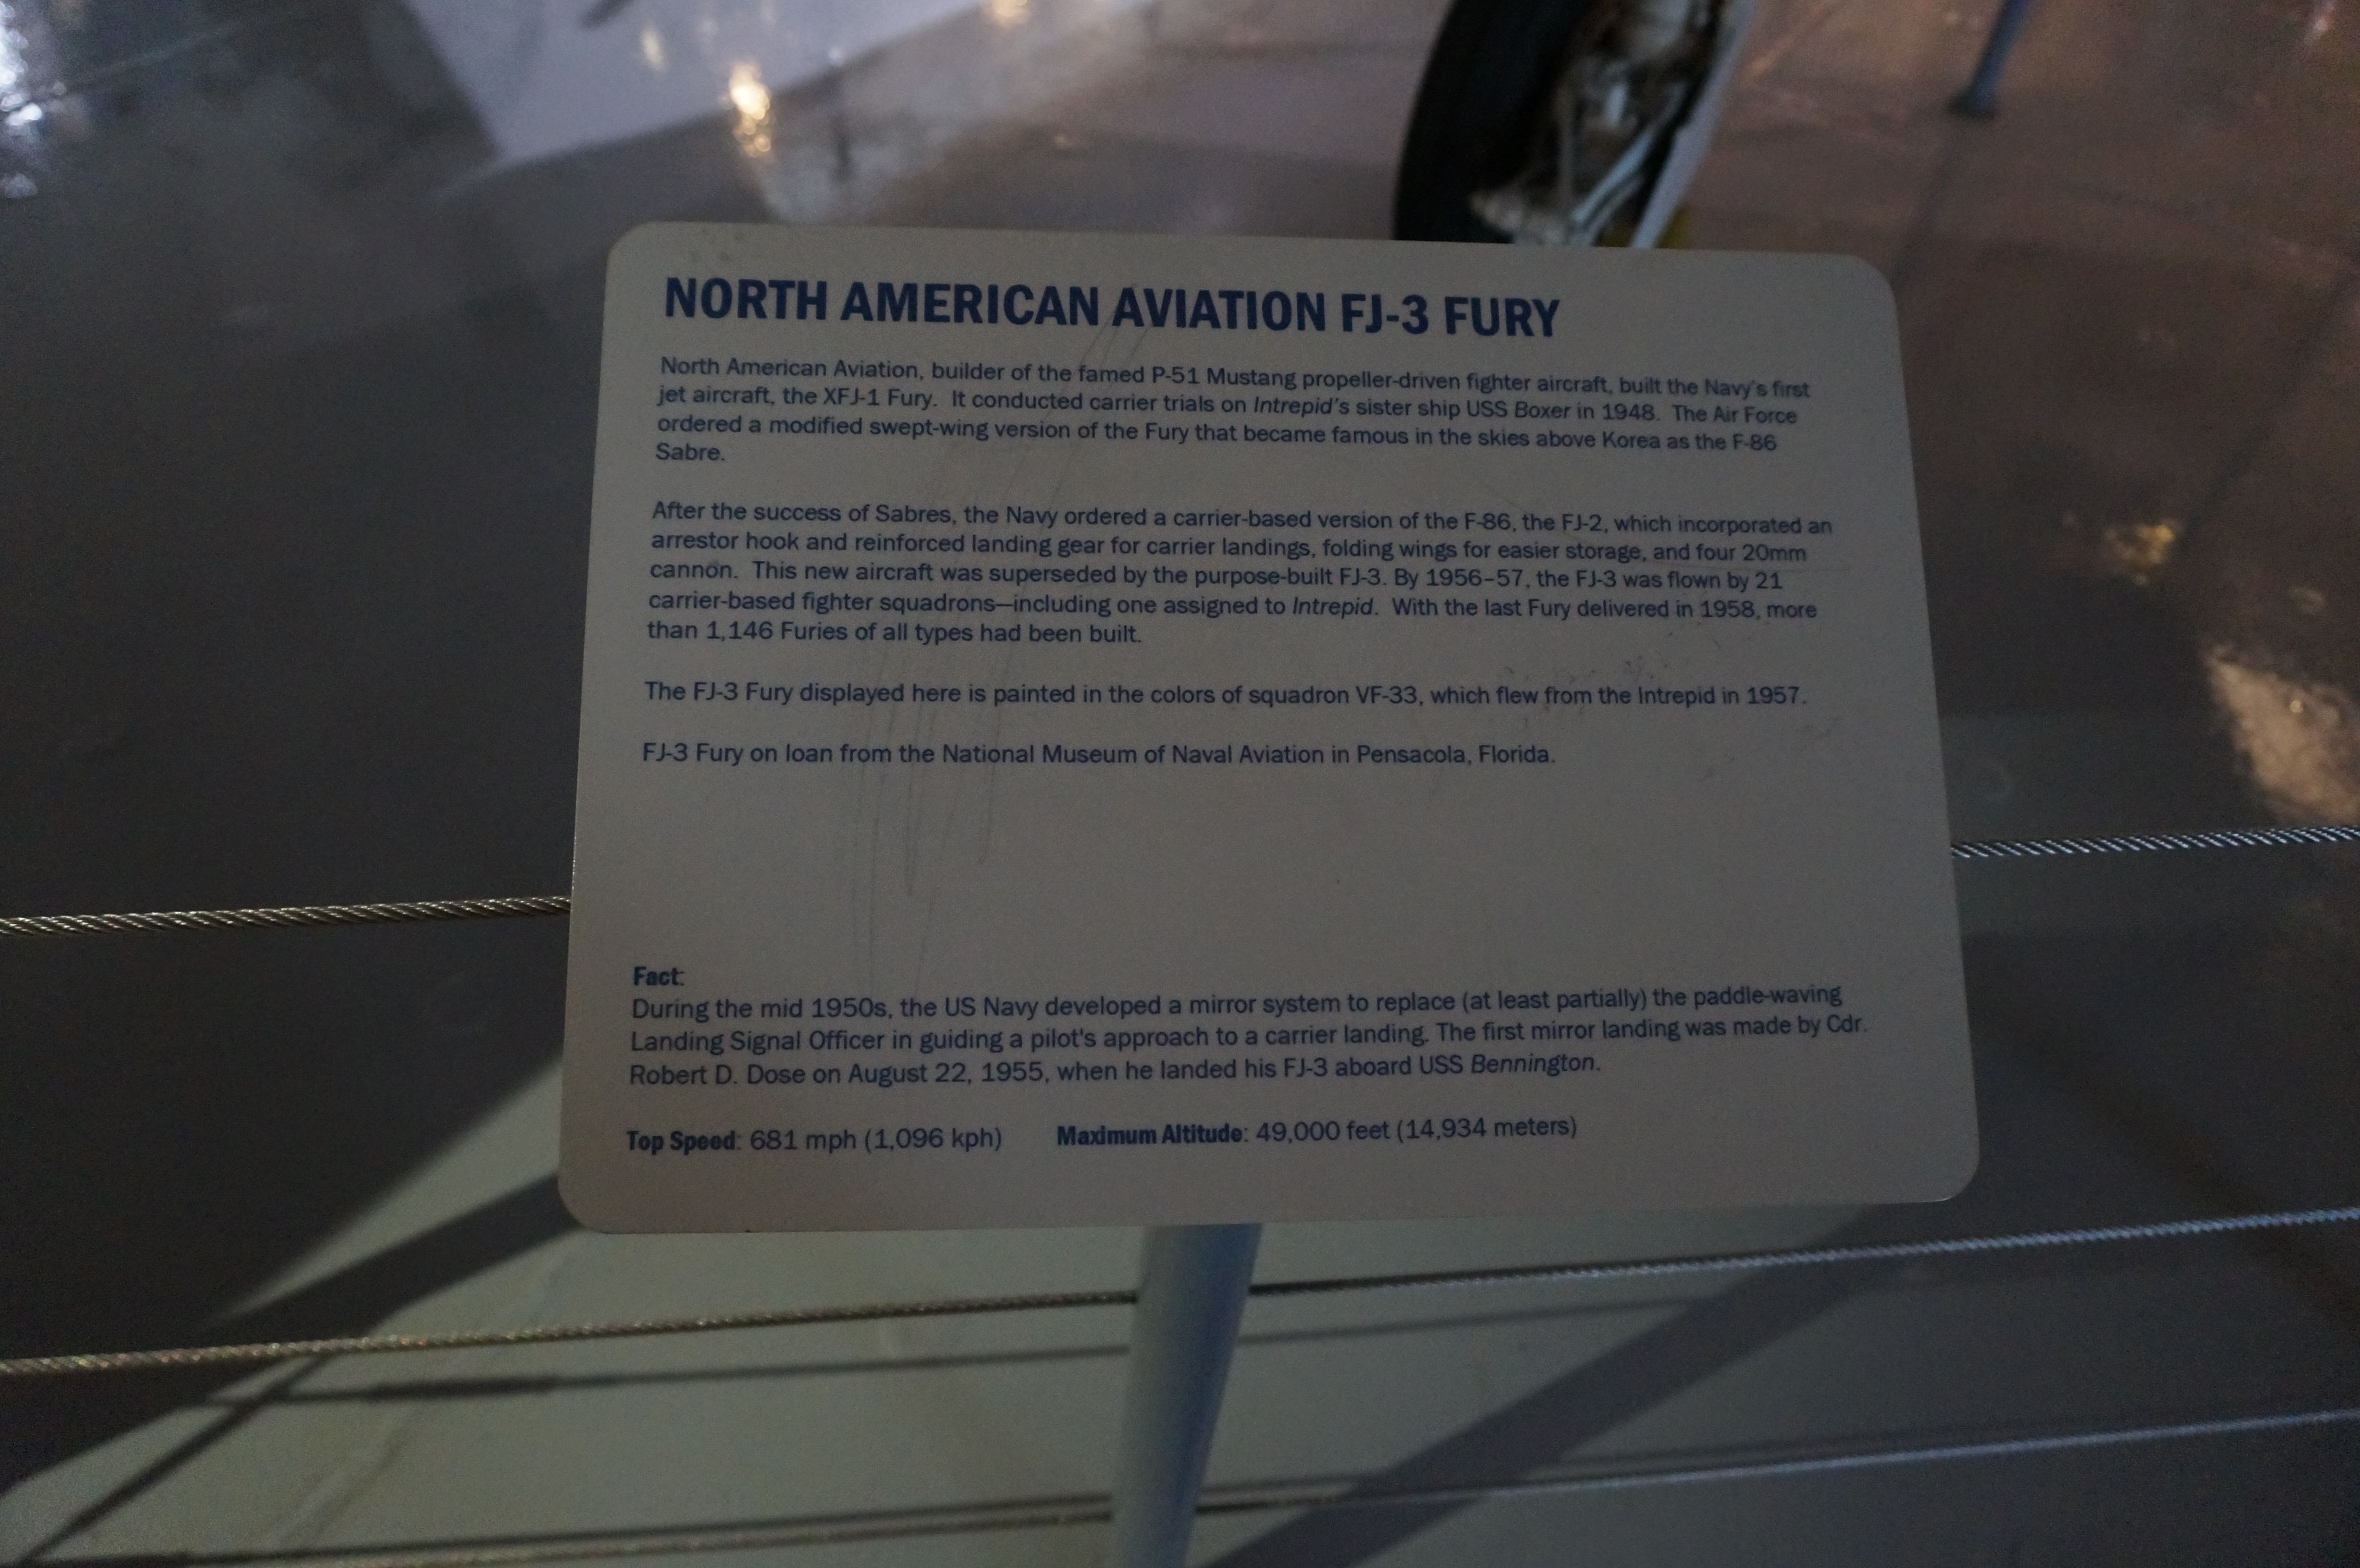 NORTH AMERICAN AVIATION FJ-3 FURY
North American Aviation, builder of the famed P-51 Mustang propeller-driven fighter aircraft, built the Navy's first
jet aircraft, the XFJ-1 Fury.  It conducted carrier trials on Intrepid's sister ship USS Boxer in 1948.  The Air Force
ordered a modified swept-wing version of the Fury that became famous in the skies above Korea as the F-86
Sabre.
After the success of Sabres, the Navy ordered a carrier-based version of the F-86, the FJ-2, which incorporated an
arrestor hook and reinforced landing gear for carrier landings, folding wings for easier storage, and four 20mm
cannon.  This new aircraft was superseded by the purpose-built FJ-3. By 1956–57, the FJ-3 was flown by 21
carrier-based fighter squadrons—including one assigned to Intrepid.  With the last Fury delivered in 1958, more
than 1,146 Furies of all types had been built.
The FJ-3 Fury displayed here is painted in the colors of squadron VF-33, which flew from the Intrepid in 1957.
FJ-3 Fury on loan from the National Museum of Naval Aviation in Pensacola, Florida.
Fact:
During the mid 1950s, the US Navy developed a mirror system to replace (at least partially) the paddle-waving
Landing Signal Officer in guiding a pilot's approach to a carrier landing. The first mirror landing was made by Cdr.
Robert D. Dose on August 22, 1955, when he landed his FJ-3 aboard USS Bennington.
Top Speed: 681 mph (1,096 kph) Maximum Altitude: 49,000 feet (14,934 meters)